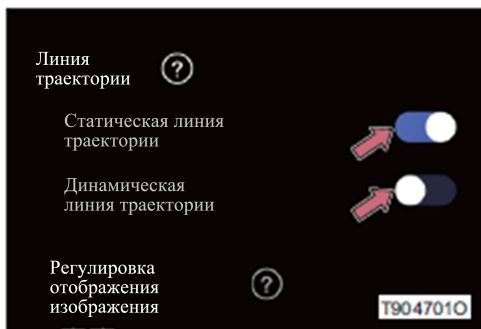 Линия
траектории
?
Статическая линия
траектории
Динамическая
линия траектории
Регулировка
отображения
изображения
?
T904701O